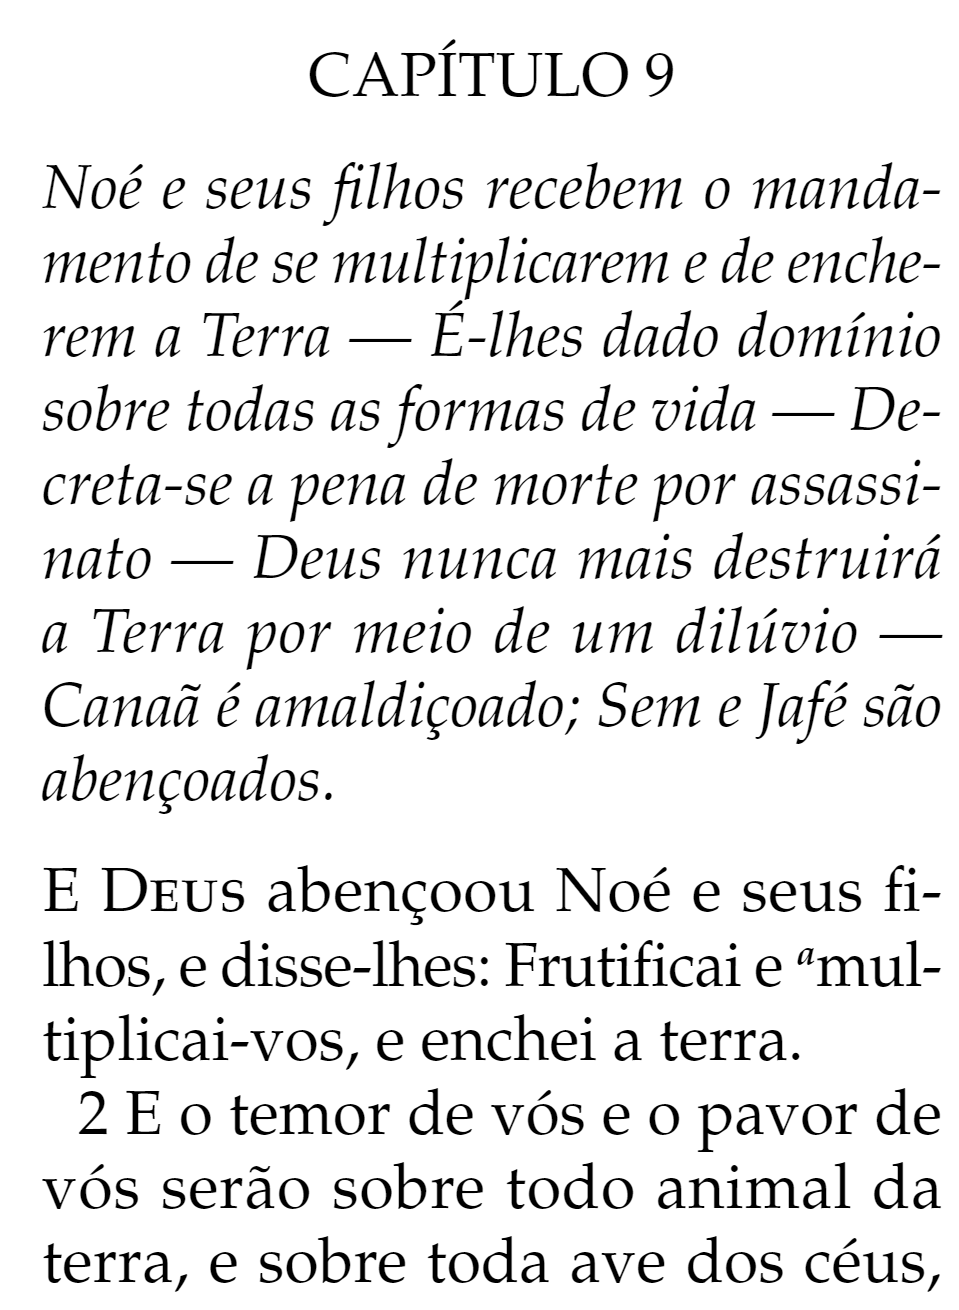 CAPÍTULO 9
Noé e seus filhos recebem o manda-
mento de se multiplicarem e de enche-
rem a Terra — É-lhes dado domínio
sobre todas as formas de vida — De-
creta-se a pena de morte por assassi-
nato — Deus nunca mais destruirá
a Terra por meio de um dilúvio —
Canaã é amaldiçoado; Sem e Jafé são
abençoados.
E DEUS abençoou Noé e seus fi-
lhos, e disse-lhes: Frutificai e ᵃmul-
tiplicai-vos, e enchei a terra.
2 E o temor de vós e o pavor de
vós serão sobre todo animal da
terra, e sobre toda ave dos céus,